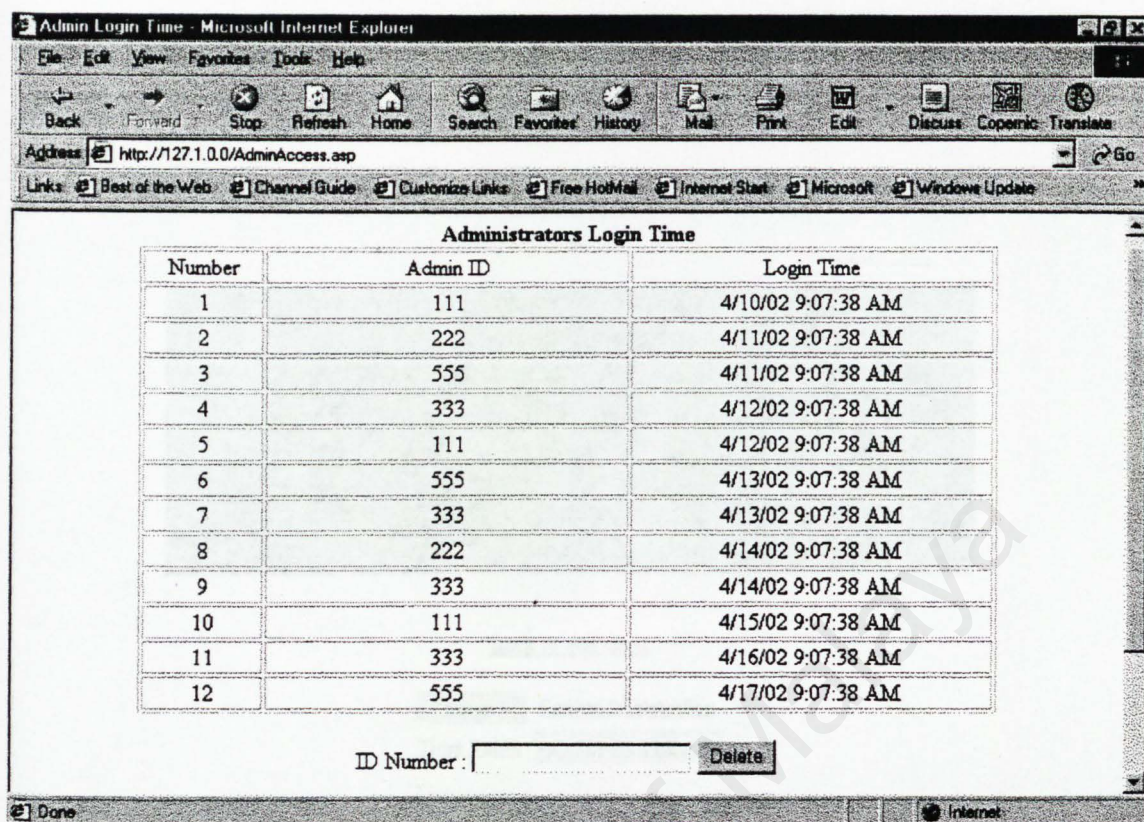 Admin Login Time - Microsoft Internet Explorer
File Edit View Favorites Tools Help
Back Forward Stop Refresh Home Search Favorites History Mail Print Edit Discuss Copernic Translate
Address http://127.1.0.0/AdminAccess.asp Go
Links Best of the Web Channel Guide Customize Links Free HotMail Internet Start Microsoft Windows Update
Administrators Login Time
Number Admin ID Login Time
1 111 4/10/02 9:07:38 AM
2 222 4/11/02 9:07:38 AM
3 555 4/11/02 9:07:38 AM
4 333 4/12/02 9:07:38 AM
5 111 4/12/02 9:07:38 AM
6 555 4/13/02 9:07:38 AM
7 333 4/13/02 9:07:38 AM
8 222 4/14/02 9:07:38 AM
9 333 4/14/02 9:07:38 AM
10 111 4/15/02 9:07:38 AM
11 333 4/16/02 9:07:38 AM
12 555 4/17/02 9:07:38 AM
ID Number : Delete
Done Internet
Malaya